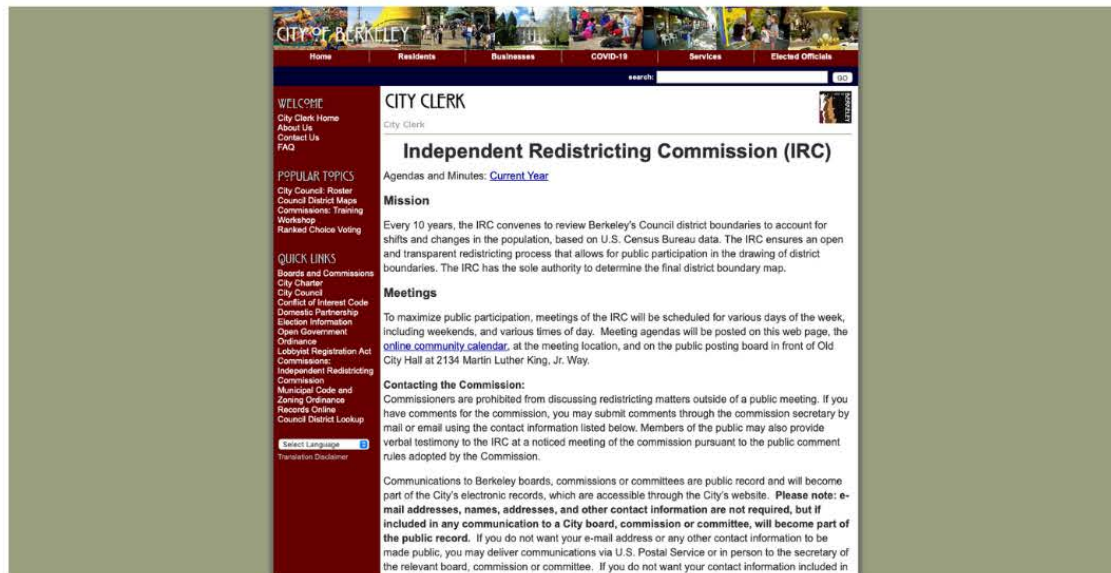 CITY OF BERKELEY
Home Residents Businesses COVID-19 Services Elected Officials
search: GO
WELCOME
City Clerk Home
About Us
Contact Us
FAQ
POPULAR TOPICS
City Council: Roster
Council District Maps
Commissions: Training
Workshop
Ranked Choice Voting
QUICK LINKS
Boards and Commissions
City Charter
City Council
Conflict of Interest Code
Domestic Partnership
Election Information
Open Government
Ordinance
Lobbyist Registration Act
Commissions:
Independent Redistricting
Commission
Municipal Code and
Zoning Ordinance
Records Online
Council District Lookup
Select Language
Translation Disclaimer
CITY CLERK
BERKELEY
City Clerk
Independent Redistricting Commission (IRC)
Agendas and Minutes: Current Year
Mission
Every 10 years, the IRC convenes to review Berkeley's Council district boundaries to account for
shifts and changes in the population, based on U.S. Census Bureau data. The IRC ensures an open
and transparent redistricting process that allows for public participation in the drawing of district
boundaries. The IRC has the sole authority to determine the final district boundary map.
Meetings
To maximize public participation, meetings of the IRC will be scheduled for various days of the week,
including weekends, and various times of day. Meeting agendas will be posted on this web page, the
online community calendar, at the meeting location, and on the public posting board in front of Old
City Hall at 2134 Martin Luther King, Jr. Way.
Contacting the Commission:
Commissioners are prohibited from discussing redistricting matters outside of a public meeting. If you
have comments for the commission, you may submit comments through the commission secretary by
mail or email using the contact information listed below. Members of the public may also provide
verbal testimony to the IRC at a noticed meeting of the commission pursuant to the public comment
rules adopted by the Commission.
Communications to Berkeley boards, commissions or committees are public record and will become
part of the City's electronic records, which are accessible through the City's website. Please note: e-
mail addresses, names, addresses, and other contact information are not required, but if
included in any communication to a City board, commission or committee, will become part of
the public record. If you do not want your e-mail address or any other contact information to be
made public, you may deliver communications via U.S. Postal Service or in person to the secretary of
the relevant board, commission or committee. If you do not want your contact information included in